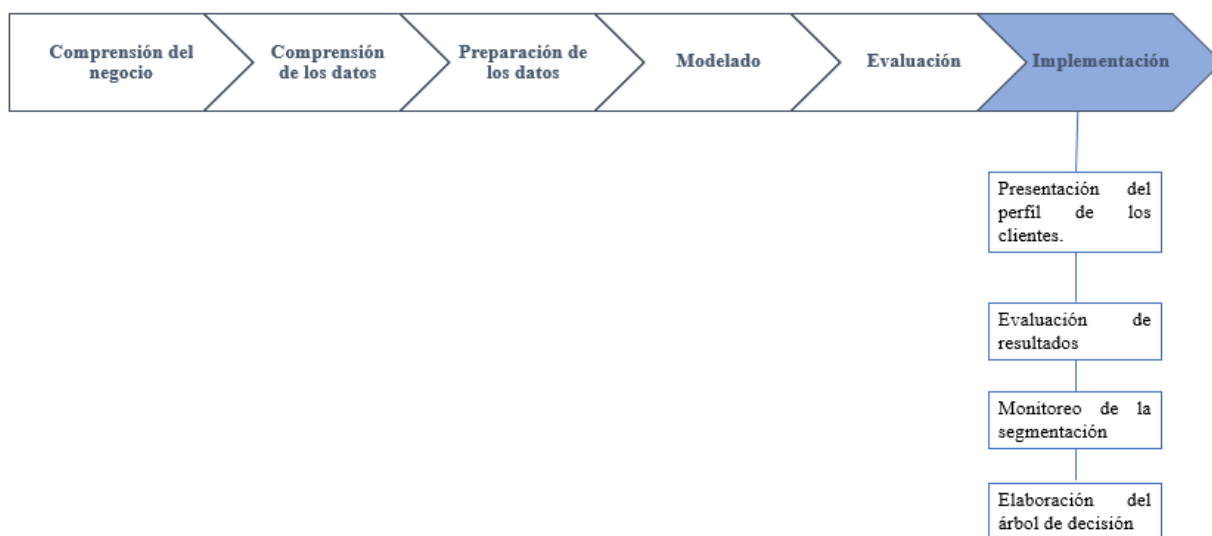 Comprensión del
negocio
Comprensión
de los datos
Preparación de
los datos
Modelado
Evaluación
Implementación
Presentación del
perfil de los
clientes.
Evaluación de
resultados
Monitoreo de la
segmentación
Elaboración del
árbol de decisión